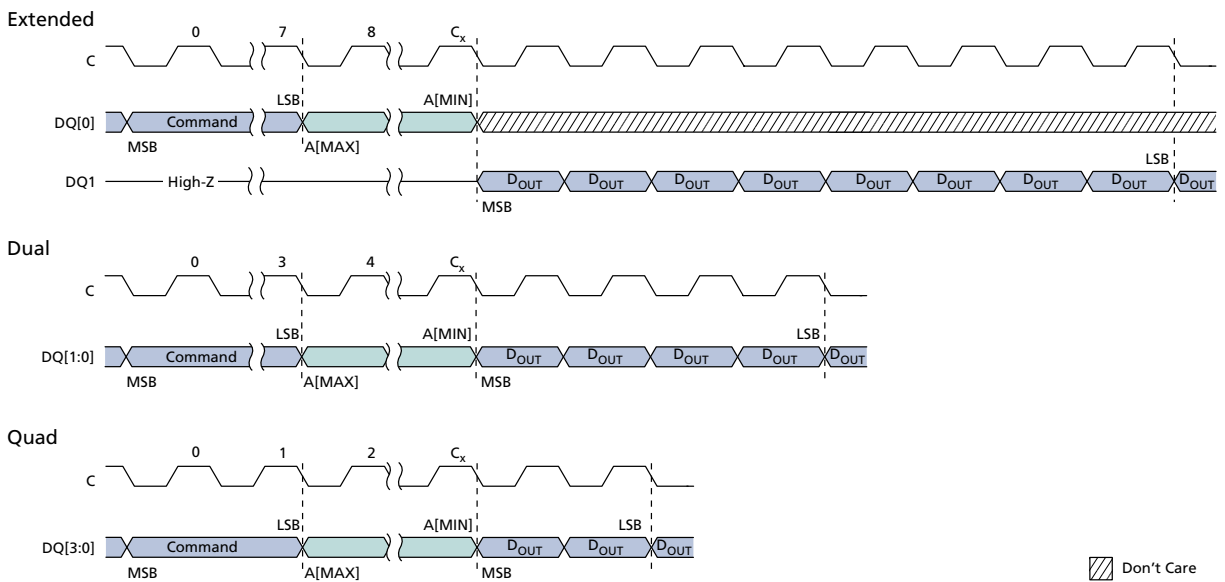 Extended
0 7 8 Cx
C
LSB A[MIN]
DQ[0] Command
MSB A[MAX]
LSB
DQ1 High-Z DOUT DOUT DOUT DOUT DOUT DOUT DOUT DOUT DOUT
MSB
Dual
0 3 4 Cx
C
LSB A[MIN] LSB
DQ[1:0] Command DOUT DOUT DOUT DOUT DOUT
MSB A[MAX] MSB
Quad
0 1 2 Cx
C
LSB A[MIN] LSB
DQ[3:0] Command DOUT DOUT DOUT
MSB A[MAX] MSB
Don't Care